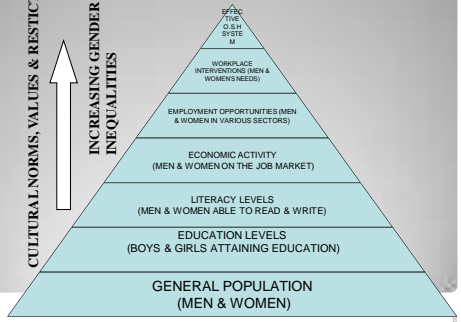 CULTURAL NORMS, VALUES & RESTIC
INCREASING GENDER
INEQUALITIES
EFFEC
TIVE
O.S.H
SYSTE
M
WORKPLACE
INTERVENTIONS (MEN &
WOMEN'S NEEDS)
EMPLOYMENT OPPORTUNITIES (MEN
& WOMEN IN VARIOUS SECTORS)
ECONOMIC ACTIVITY
(MEN & WOMEN ON THE JOB MARKET)
LITERACY LEVELS
(MEN & WOMEN ABLE TO READ & WRITE)
EDUCATION LEVELS
(BOYS & GIRLS ATTAINING EDUCATION)
GENERAL POPULATION
(MEN & WOMEN)